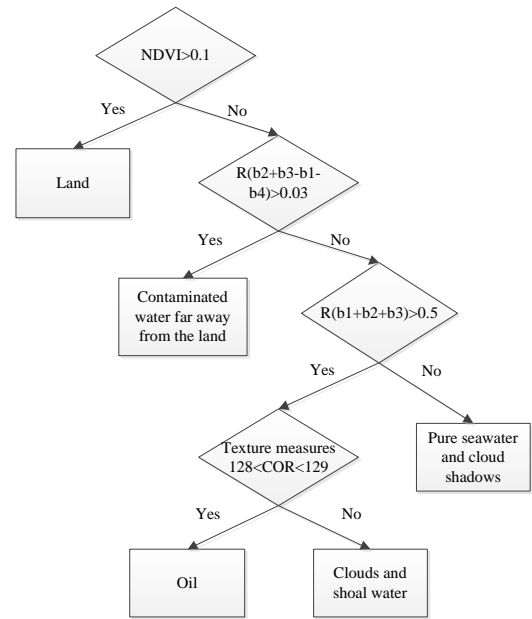 NDVI>0.1
Yes
No
Land
R(b2+b3-b1-
b4)>0.03
Yes
No
Contaminated
water far away
from the land
R(b1+b2+b3)>0.5
Yes
No
Texture measures
128<COR<129
Pure seawater
and cloud
shadows
Yes
No
Oil
Clouds and
shoal water